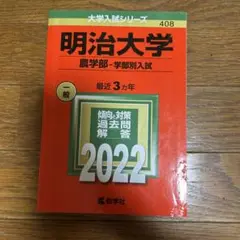 大学入試シリーズ
408
明治大学
農学部-学部別入試
一般
最近3カ年
傾向と対策
過去問
解答
2022
教学社